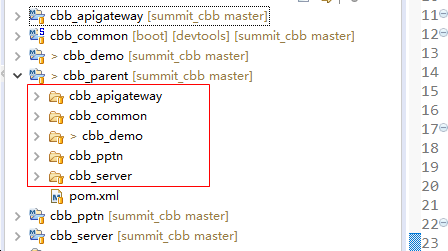 cbb_apigateway [summit_cbb master]
cbb_common [boot] [devtools] [summit_cbb master]
> cbb_demo [summit_cbb master]
> cbb_parent [summit_cbb master]
cbb_apigateway
cbb_common
> cbb_demo
cbb_pptn
cbb_server
pom.xml
cbb_pptn [summit_cbb master]
cbb_server [summit_cbb master]
11
12
13
14
15
16
17
18
19
20
21
22
23